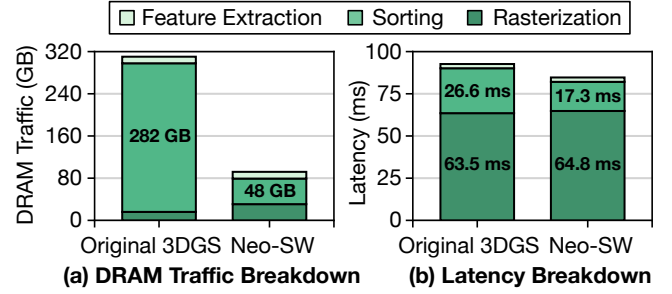 Feature Extraction Sorting Rasterization
DRAM Traffic (GB)
320
240
160
80
0
282 GB
48 GB
Original 3DGS Neo-SW
(a) DRAM Traffic Breakdown
Latency (ms)
100
75
50
25
0
26.6 ms
17.3 ms
63.5 ms
64.8 ms
Original 3DGS Neo-SW
(b) Latency Breakdown